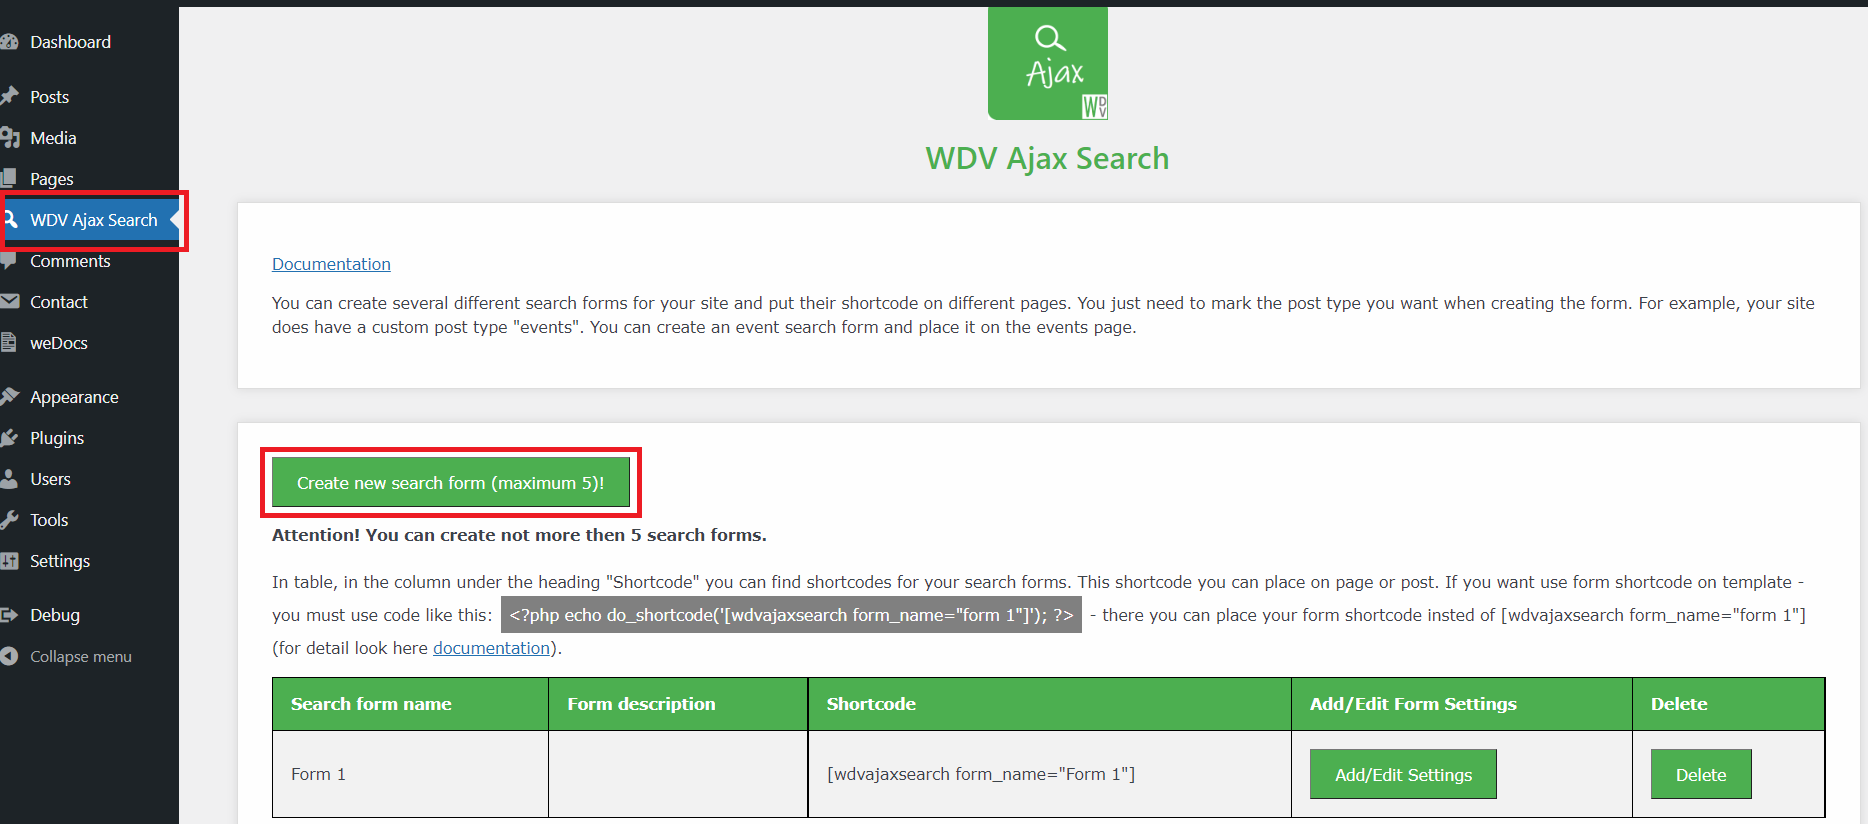 Dashboard
Posts
Media
Pages
WDV Ajax Search
Comments
Contact
weDocs
Appearance
Plugins
Users
Tools
Settings
Debug
Collapse menu
Ajax
WDV
WDV Ajax Search
Documentation
You can create several different search forms for your site and put their shortcode on different pages. You just need to mark the post type you want when creating the form. For example, your site
does have a custom post type "events". You can create an event search form and place it on the events page.
Create new search form (maximum 5)!
Attention! You can create not more then 5 search forms.
In table, in the column under the heading "Shortcode" you can find shortcodes for your search forms. This shortcode you can place on page or post. If you want use form shortcode on template -
you must use code like this: <?php echo do_shortcode('[wdvajaxsearch form_name="form 1"]'); ?> - there you can place your form shortcode insted of [wdvajaxsearch form_name="form 1"]
(for detail look here documentation).
Search form name Form description Shortcode Add/Edit Form Settings Delete
Form 1 [wdvajaxsearch form_name="Form 1"] Add/Edit Settings Delete